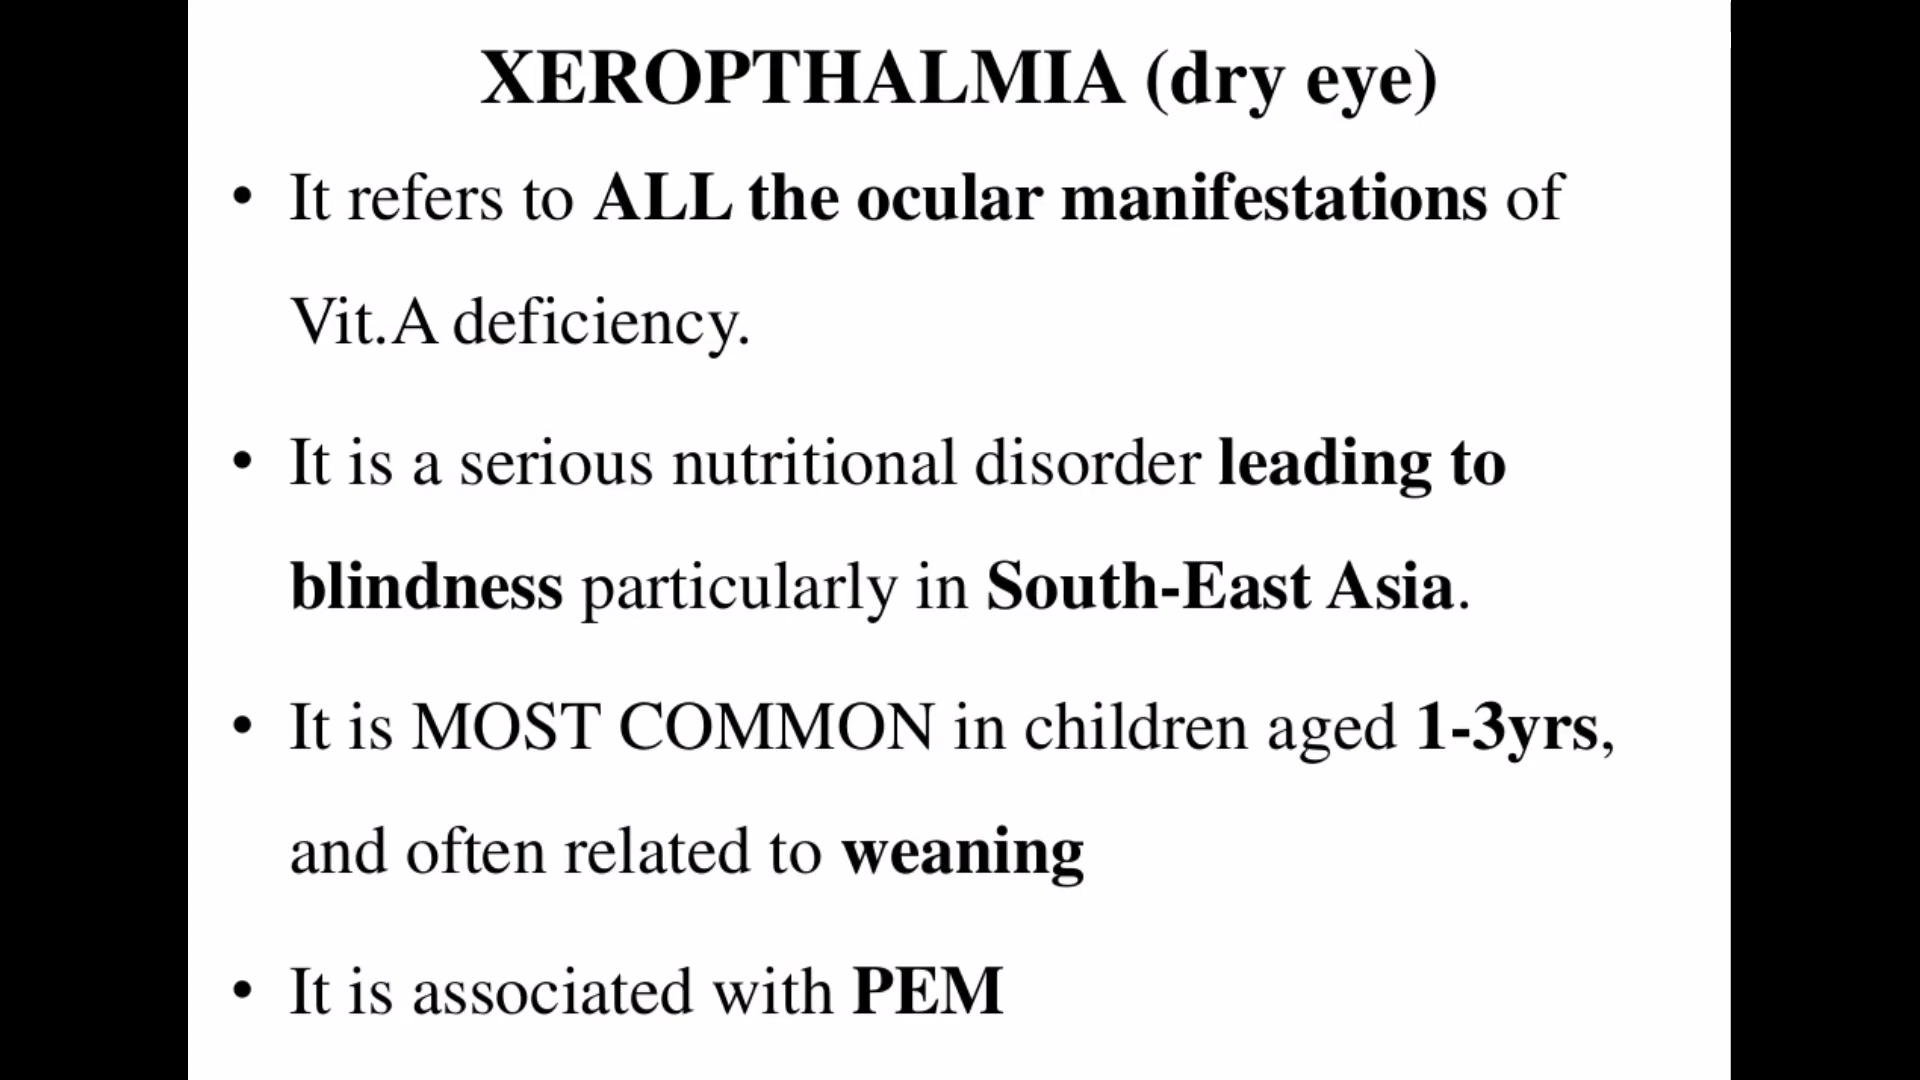 XEROPTHALMIA (dry eye)
• It refers to ALL the ocular manifestations of
Vit.A deficiency.
• It is a serious nutritional disorder leading to
blindness particularly in South-East Asia.
• It is MOST COMMON in children aged 1-3yrs,
and often related to weaning
• It is associated with PEM